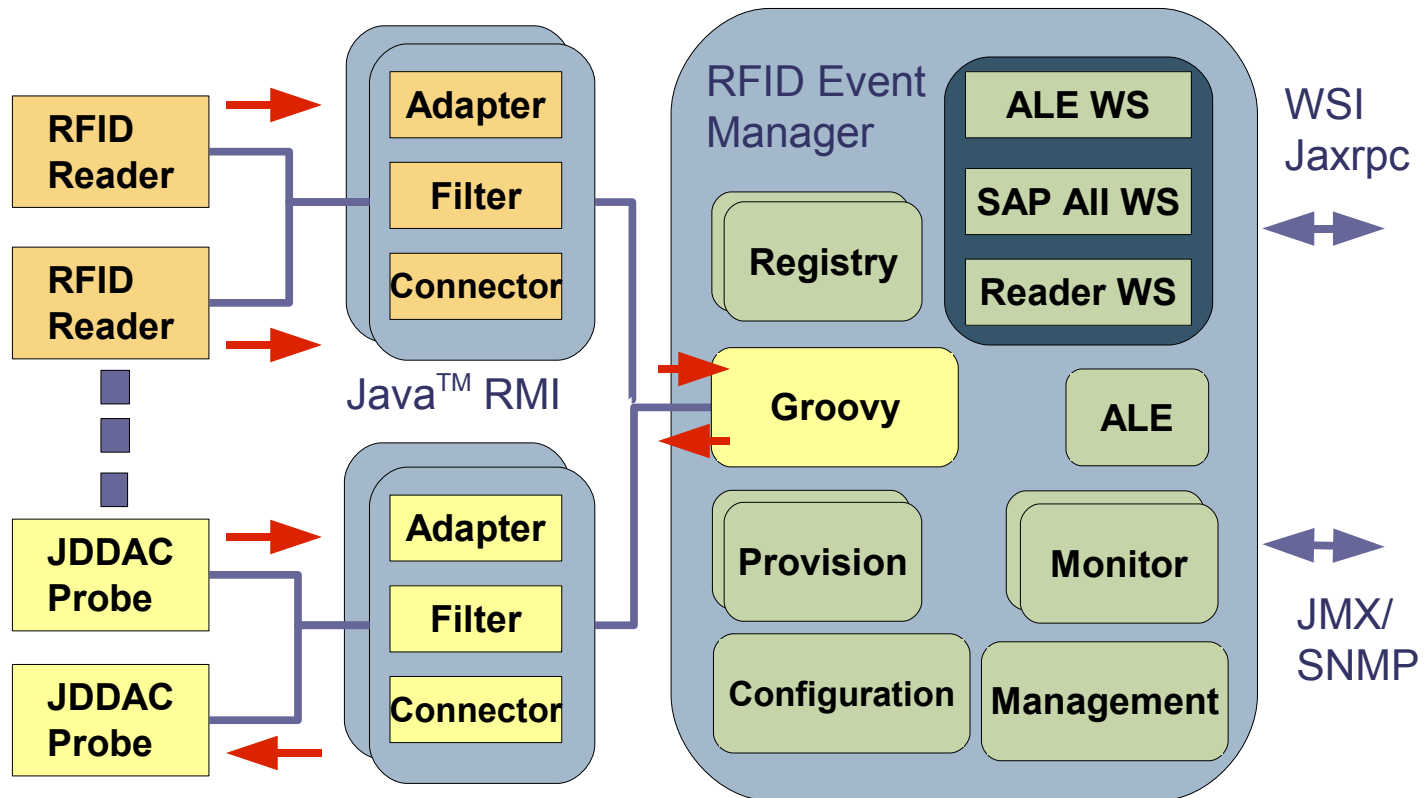 RFID
Reader
RFID
Reader
JDDAC
Probe
JDDAC
Probe
Adapter
Filter
Connector
Java™ RMI
Adapter
Filter
Connector
RFID Event
Manager
ALE WS
SAP AII WS
Reader WS
Registry
Groovy
ALE
Provision
Monitor
Configuration
Management
WSI
Jaxrpc
JMX/
SNMP